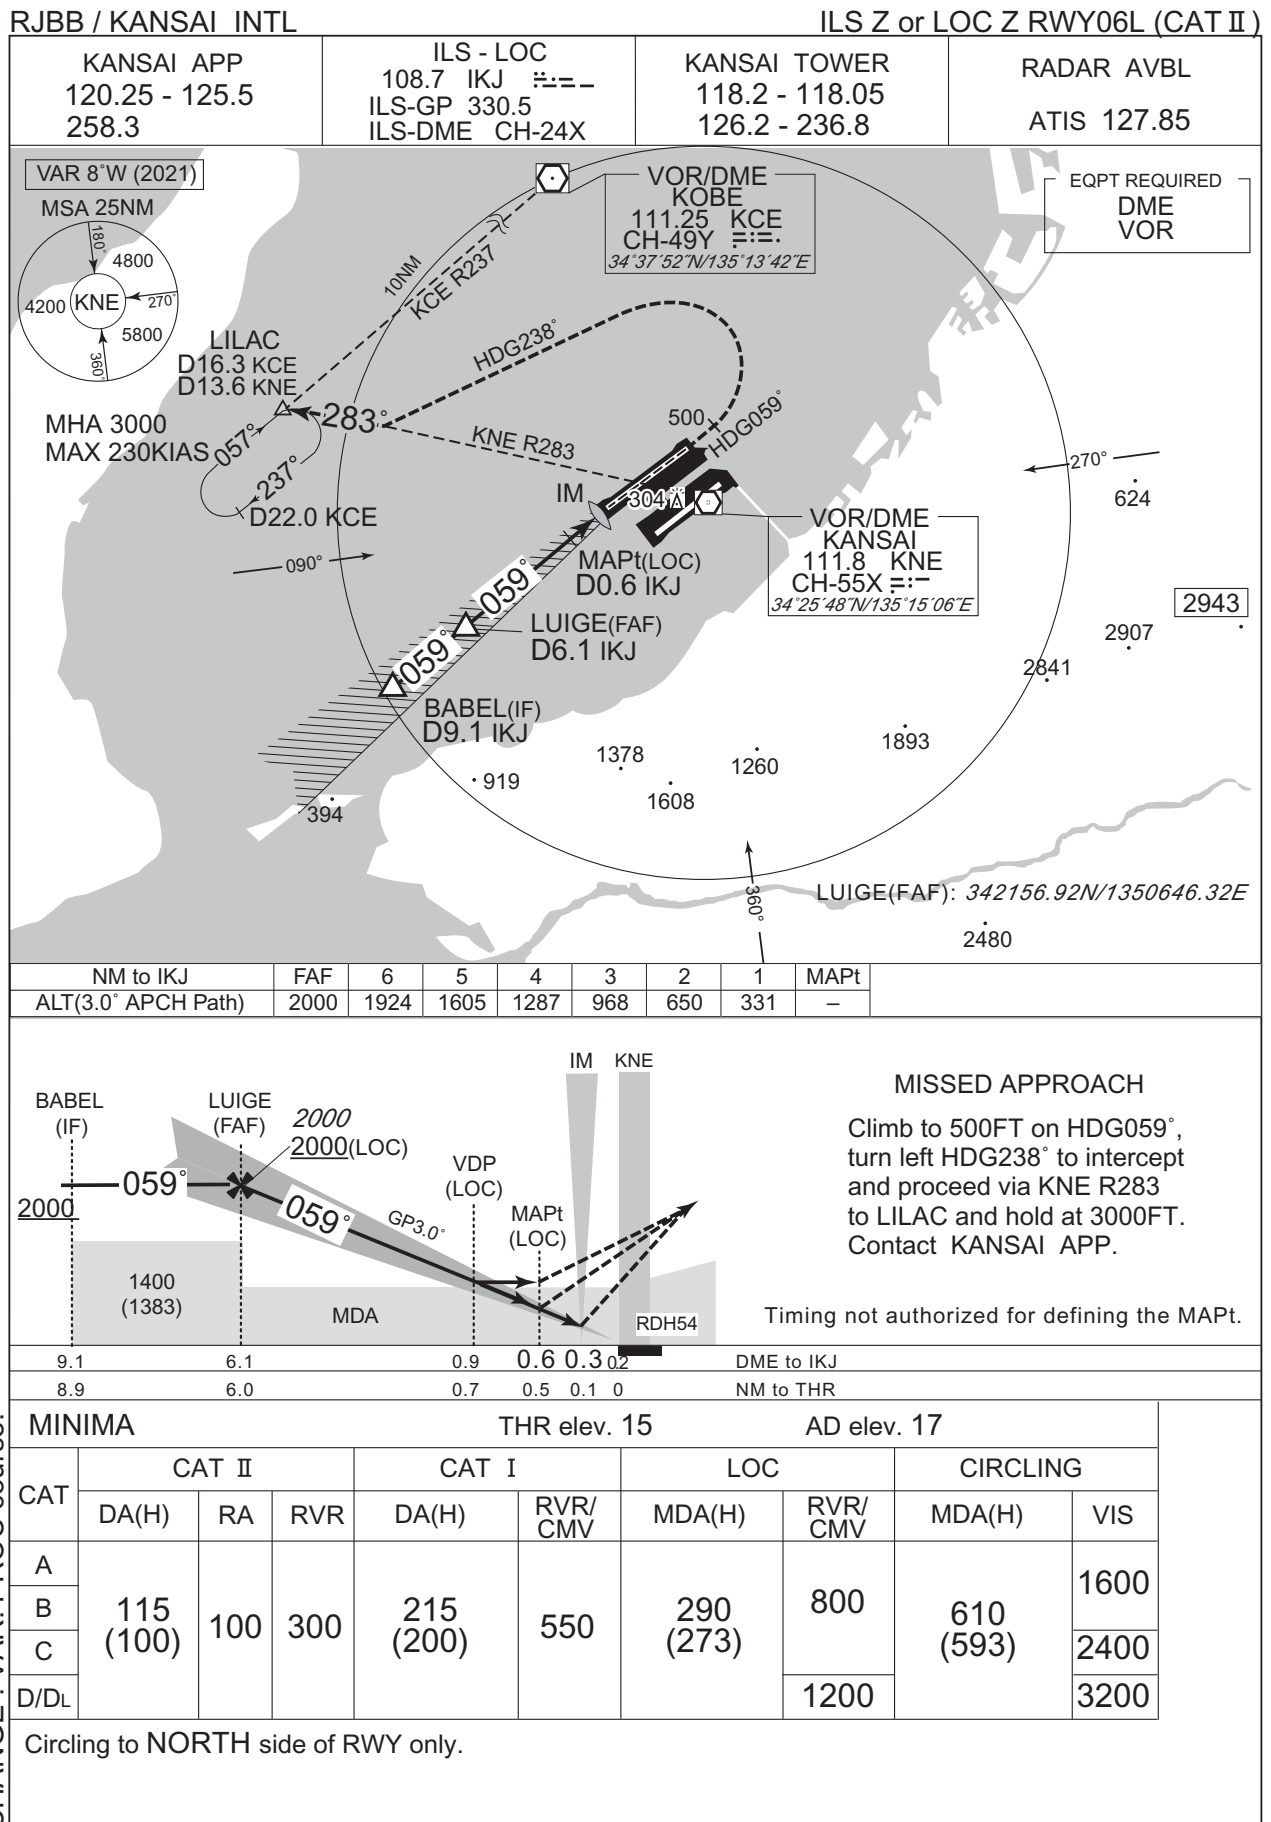 RJBB / KANSAI INTL
ILS Z or LOC Z RWY06L (CAT Ⅱ)
KANSAI APP
120.25 - 125.5
258.3
ILS - LOC
108.7 IKJ
ILS-GP 330.5
ILS-DME CH-24X
KANSAI TOWER
118.2 - 118.05
126.2 - 236.8
RADAR AVBL
ATIS 127.85
VAR 8°W (2021)
MSA 25NM
180°
4800
4200
KNE
270°
5800
360°
VOR/DME
KOBE
111.25 KCE
CH-49Y
34°37´52˝N/135°13´42˝E
EQPT REQUIRED
DME
VOR
10NM
KCE R237
HDG238°
LILAC
D16.3 KCE
D13.6 KNE
MHA 3000
MAX 230KIAS
283°
057°
237°
D22.0 KCE
KNE R283
500
HDG059°
IM
304
270°
624
090°
MAPt(LOC)
D0.6 IKJ
VOR/DME
KANSAI
111.8 KNE
CH-55X
34°25´48˝N/135°15´06˝E
059°
LUIGE(FAF)
D6.1 IKJ
059°
BABEL(IF)
D9.1 IKJ
2943
2907
2841
1893
1378
1260
919
1608
394
360°
LUIGE(FAF): 342156.92N/1350646.32E
2480
NM to IKJ FAF 6 5 4 3 2 1 MAPt
ALT(3.0° APCH Path) 2000 1924 1605 1287 968 650 331 –
BABEL
(IF)
LUIGE
(FAF)
2000
2000(LOC)
VDP
(LOC)
MAPt
(LOC)
IM KNE
059°
2000
059°
GP3.0°
1400
(1383)
MDA
RDH54
MISSED APPROACH
Climb to 500FT on HDG059°,
turn left HDG238° to intercept
and proceed via KNE R283
to LILAC and hold at 3000FT.
Contact KANSAI APP.
Timing not authorized for defining the MAPt.
9.1 6.1 0.9 0.6 0.3 0.2 DME to IKJ
8.9 6.0 0.7 0.5 0.1 0 NM to THR
MINIMA THR elev. 15 AD elev. 17
CAT CAT Ⅱ CAT Ⅰ LOC CIRCLING
DA(H) RA RVR DA(H) RVR/CMV MDA(H) RVR/CMV MDA(H) VIS
A
B
C
D/DL
115
(100)
100
300
215
(200)
550
290
(273)
800
1200
610
(593)
1600
2400
3200
Circling to NORTH side of RWY only.